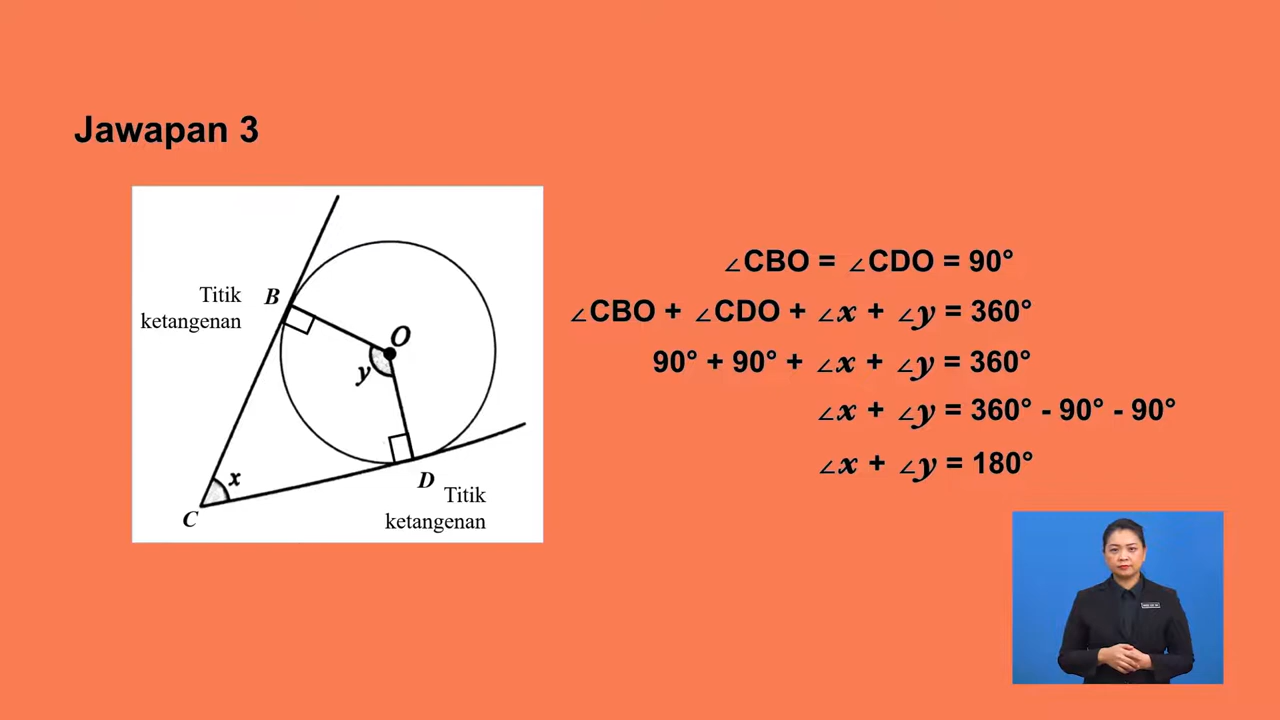 Jawapan 3
Titik
ketangenan
B
O
y
x
C
D
Titik
ketangenan
∠CBO = ∠CDO = 90°
∠CBO + ∠CDO + ∠x + ∠y = 360°
90° + 90° + ∠x + ∠y = 360°
∠x + ∠y = 360° - 90° - 90°
∠x + ∠y = 180°